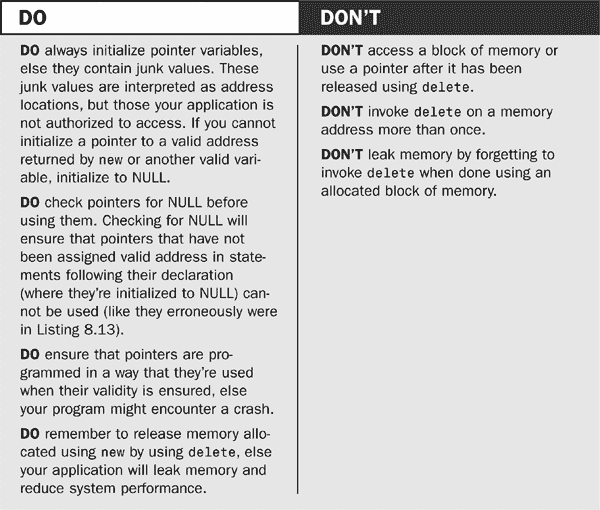 DO
DO always initialize pointer variables,
else they contain junk values. These
junk values are interpreted as address
locations, but those your application is
not authorized to access. If you cannot
initialize a pointer to a valid address
returned by new or another valid vari-
able, initialize to NULL.
DO check pointers for NULL before
using them. Checking for NULL will
ensure that pointers that have not
been assigned valid address in state-
ments following their declaration
(where they're initialized to NULL) can-
not be used (like they erroneously were
in Listing 8.13).
DO ensure that pointers are pro-
grammed in a way that they're used
when their validity is ensured, else
your program might encounter a crash.
DO remember to release memory allo-
cated using new by using delete, else
your application will leak memory and
reduce system performance.
DON'T
DON'T access a block of memory or
use a pointer after it has been
released using delete.
DON'T invoke delete on a memory
address more than once.
DON'T leak memory by forgetting to
invoke delete when done using an
allocated block of memory.